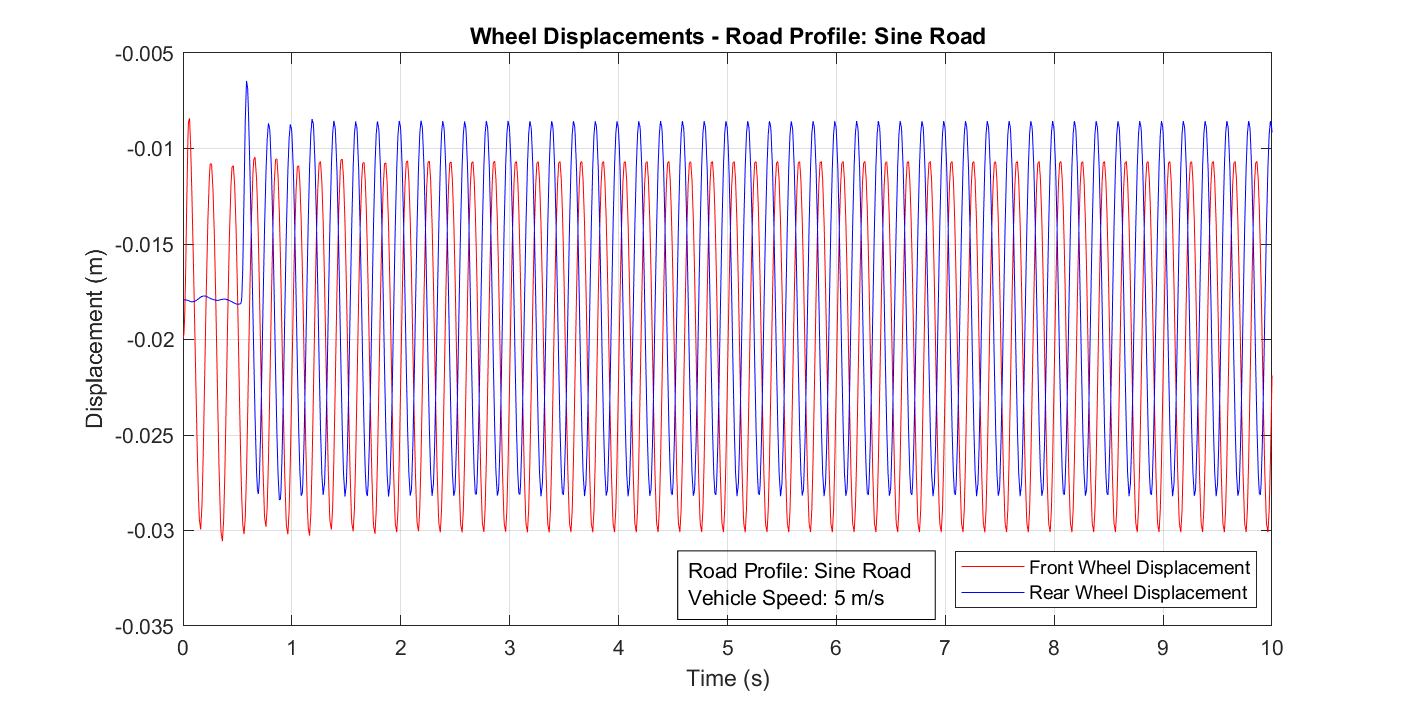 Wheel Displacements - Road Profile: Sine Road
-0.005
-0.01
-0.015
-0.02
-0.025
-0.03
-0.035
Displacement (m)
Road Profile: Sine Road
Vehicle Speed: 5 m/s
Front Wheel Displacement
Rear Wheel Displacement
0 1 2 3 4 5 6 7 8 9 10
Time (s)